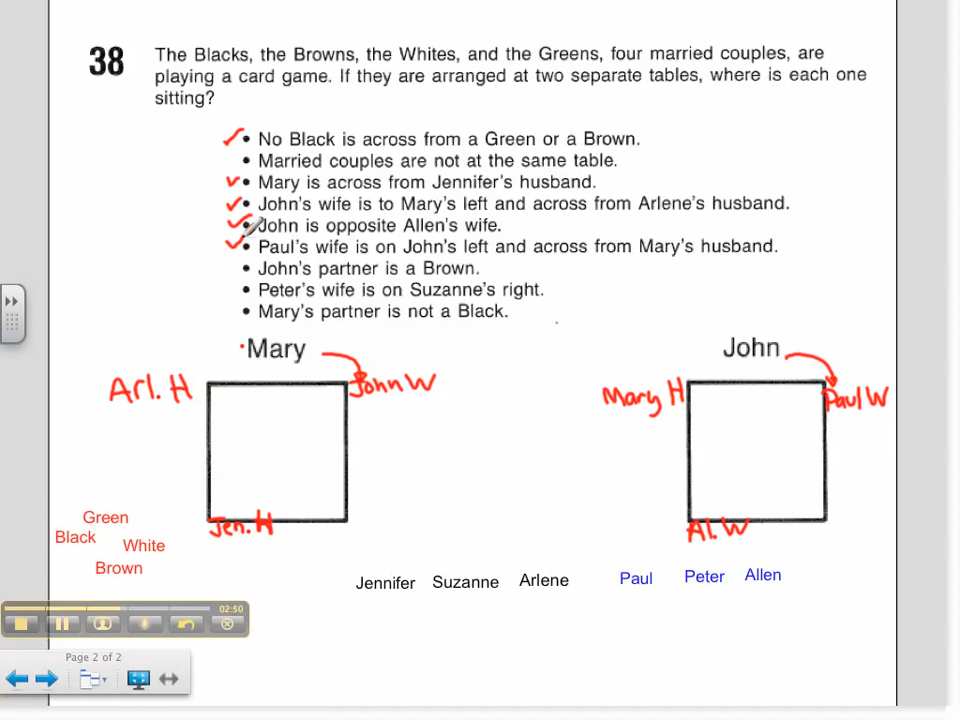 38
The Blacks, the Browns, the Whites, and the Greens, four married couples, are
playing a card game. If they are arranged at two separate tables, where is each one
sitting?
• No Black is across from a Green or a Brown.
• Married couples are not at the same table.
• Mary is across from Jennifer's husband.
• John's wife is to Mary's left and across from Arlene's husband.
• John is opposite Allen's wife.
• Paul's wife is on John's left and across from Mary's husband.
• John's partner is a Brown.
• Peter's wife is on Suzanne's right.
• Mary's partner is not a Black.
Mary
John
Arl. H
John W
Mary H
Paul W
Jen. H
Al. W
Green
Black
White
Brown
Jennifer Suzanne Arlene
Paul Peter Allen
02:50
Page 2 of 2